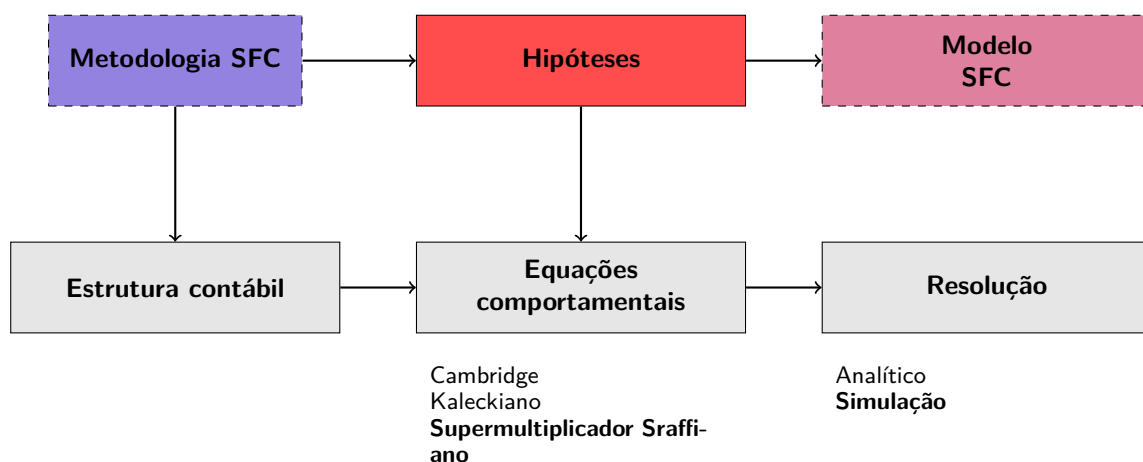 Metodologia SFC
Hipóteses
Modelo
SFC
Estrutura contábil
Equações
comportamentais
Resolução
Cambridge
Kaleckiano
Supermultiplicador Sraffi-
ano
Analítico
Simulação